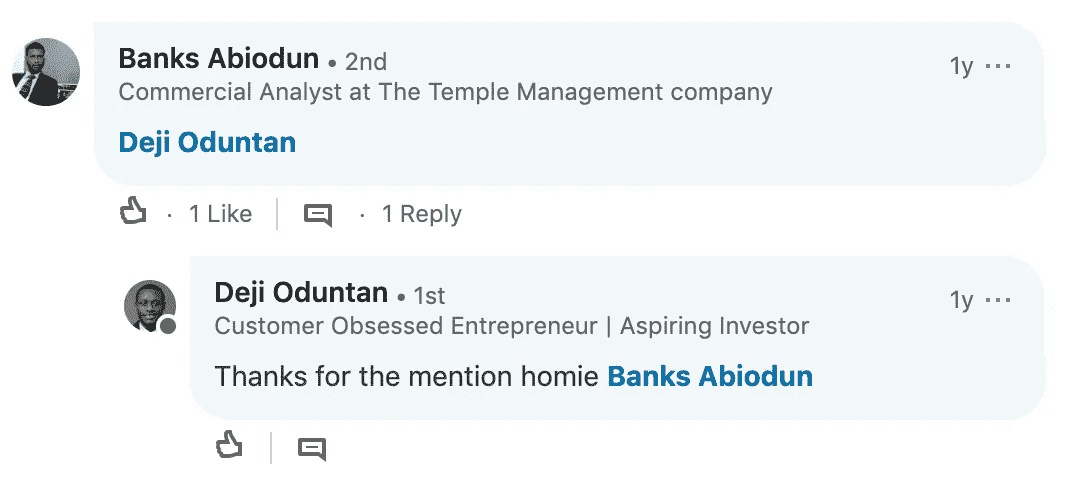 Banks Abiodun • 2nd
1y ...
Commercial Analyst at The Temple Management company
Deji Oduntan
· 1 Like | · 1 Reply
Deji Oduntan • 1st
1y ...
Customer Obsessed Entrepreneur | Aspiring Investor
Thanks for the mention homie Banks Abiodun